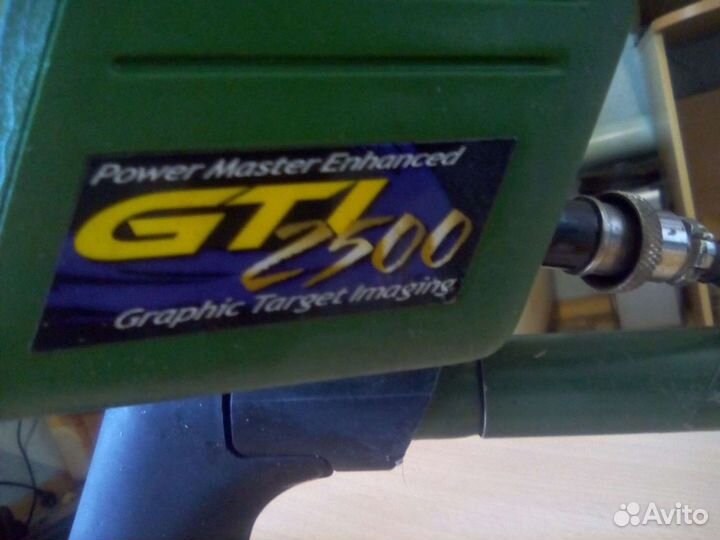 Power Master Enhanced
GTI
2500
Graphic Target Imaging
Avito